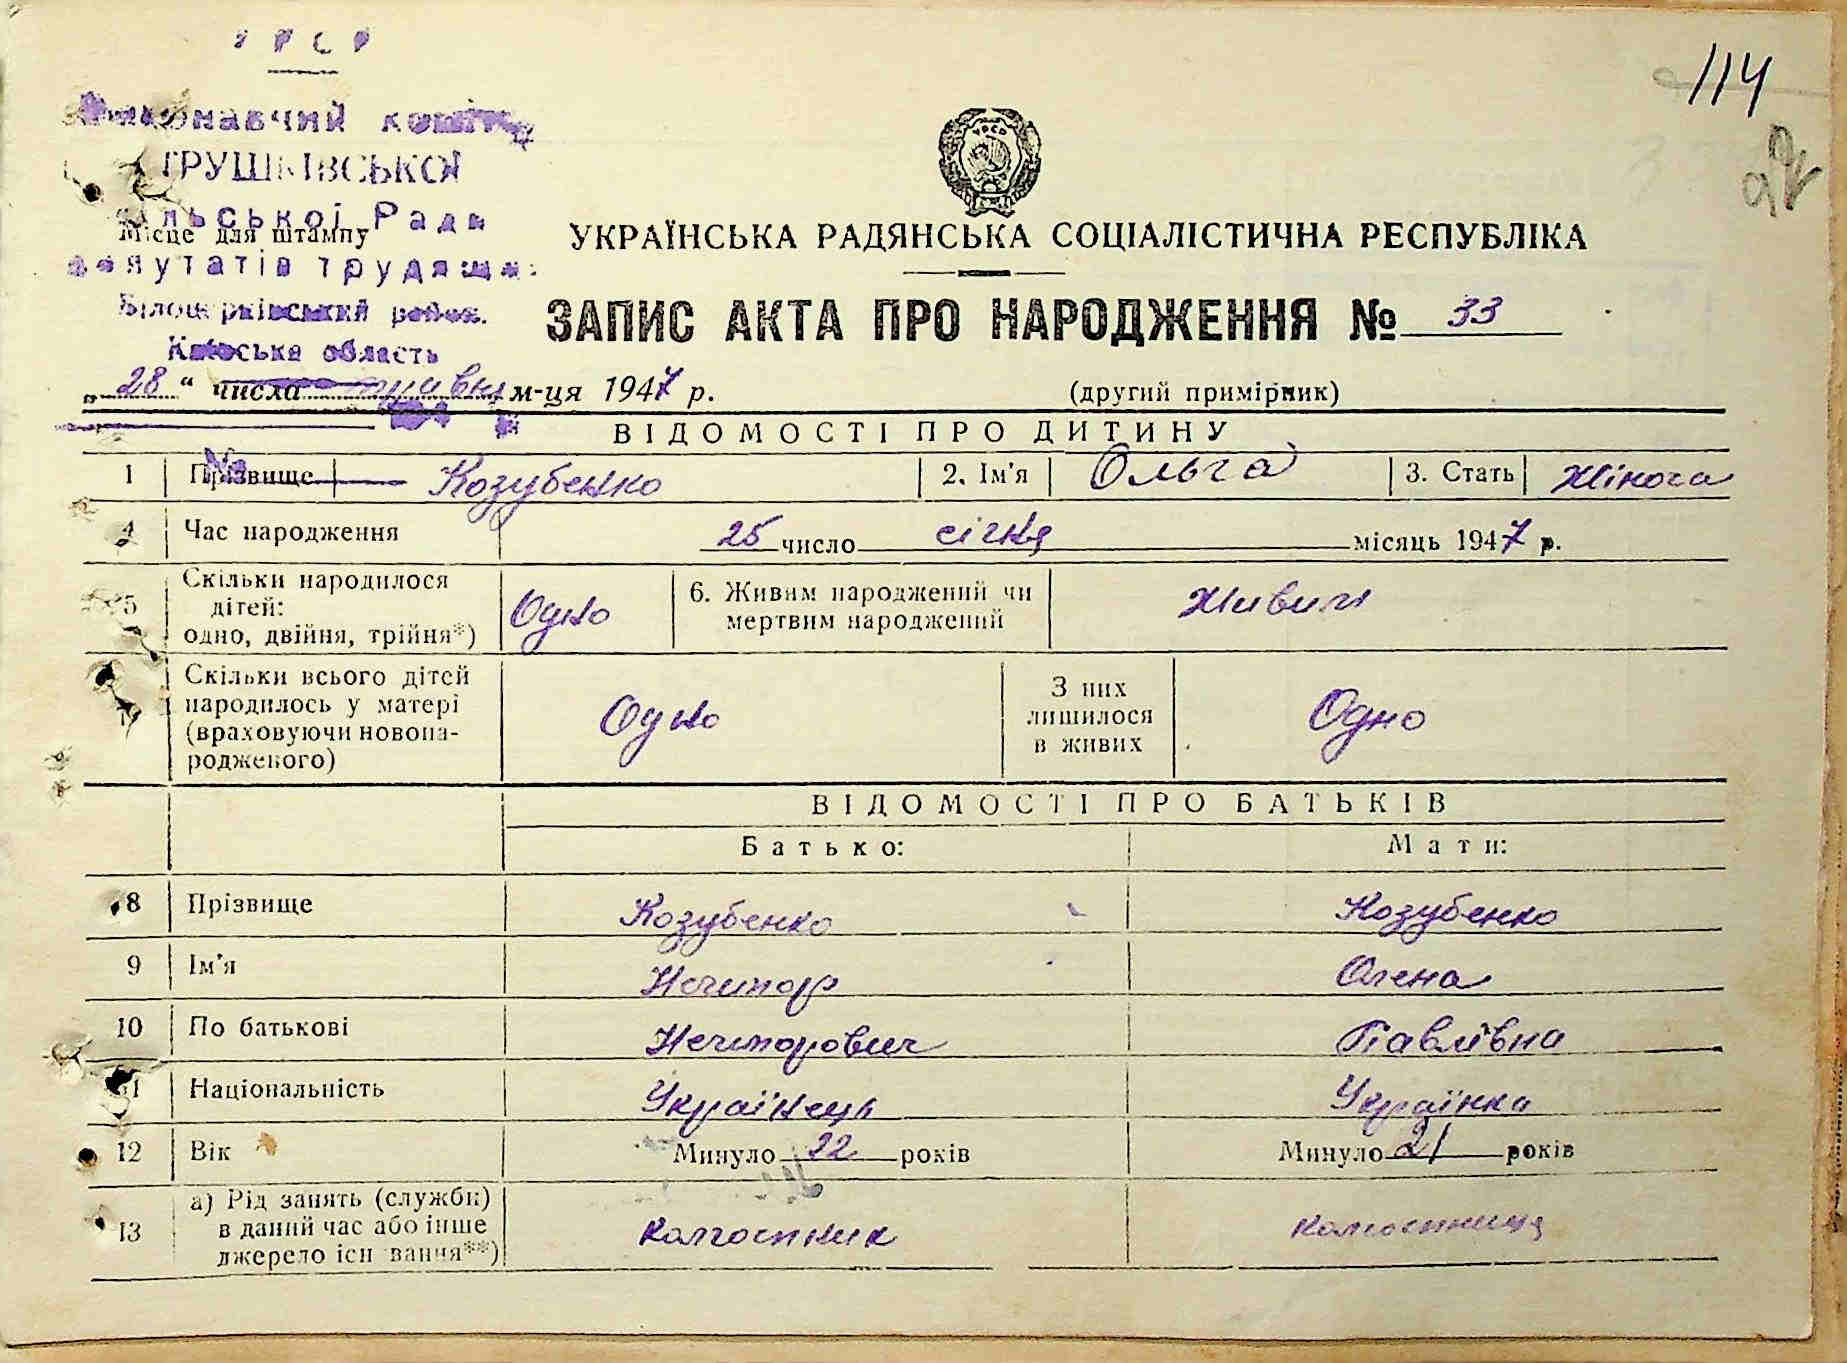 УРСР
114
Виконавчий комітет
ГРУШКІВСЬКОЇ
сільської Ради
Місце для штампу
депутатів трудящих
Білоцерківський район
Київська область
УРСР
УКРАЇНСЬКА РАДЯНСЬКА СОЦІАЛІСТИЧНА РЕСПУБЛІКА
ЗАПИС АКТА ПРО НАРОДЖЕННЯ № 33
„28“ числа травня м-ця 1947 р. (другий примірник)
ВІДОМОСТІ ПРО ДИТИНУ
№
1 Прізвище Козубенко 2. Ім'я Ольга 3. Стать Жіноча
4 Час народження 25 число січня місяць 1947 р.
5 Скільки народилося дітей: одно, двійня, трійня*) Одно 6. Живим народжений чи мертвим народжений Живим
7 Скільки всього дітей народилось у матері (враховуючи новона-родженого) Одно З них лишилося в живих Одно
ВІДОМОСТІ ПРО БАТЬКІВ
Батько: Мати:
8 Прізвище Козубенко Козубенко
9 Ім'я Нечипор Олена
10 По батькові Нечипорович Павлівна
11 Національність Українець Українка
12 Вік Минуло 22 років Минуло 21 років
13 а) Рід занять (служби) в даний час або інше джерело існування**) колгоспник колгоспниця